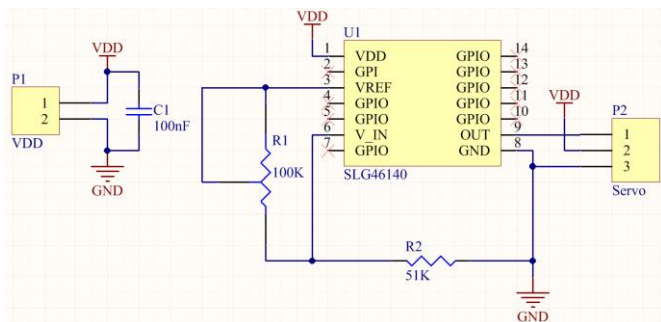 VDD
P1
1
2
VDD
C1
100nF
GND
VDD
U1
1
VDD
2
GPI
3
VREF
4
GPIO
5
GPIO
6
V_IN
7
GPIO
GPIO
14
GPIO
13
GPIO
12
GPIO
11
GPIO
10
OUT
9
GND
8
SLG46140
R1
100K
R2
51K
GND
VDD
P2
1
2
3
Servo